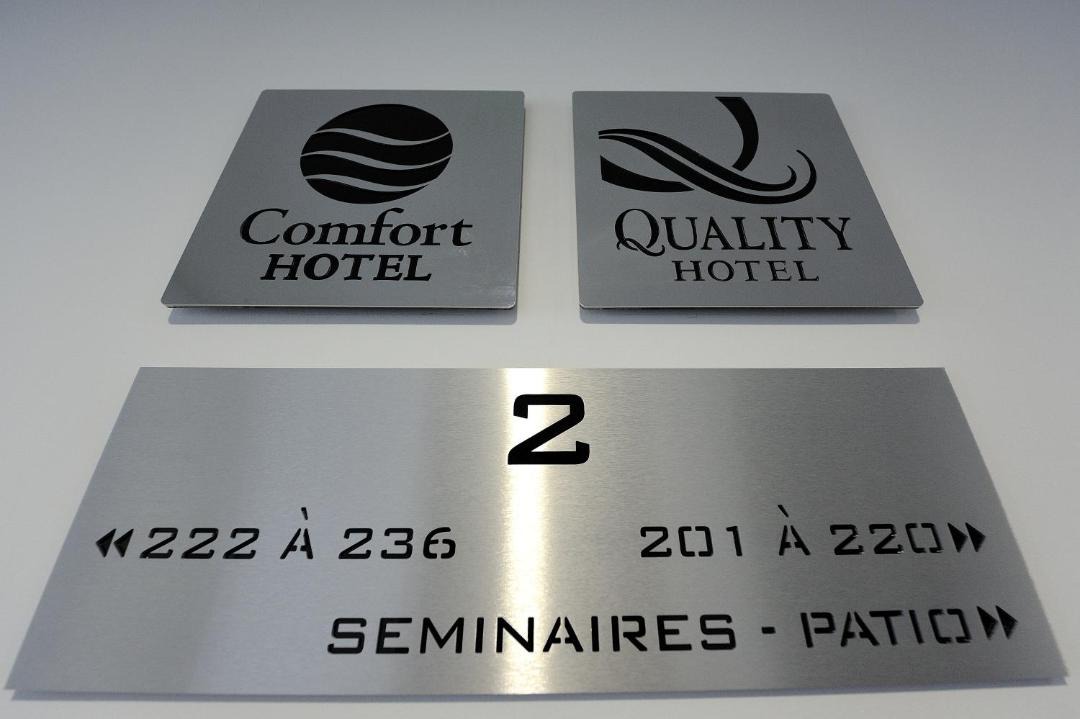 Comfort
HOTEL
QUALITY
HOTEL
2
222 À 236
201 À 220
SEMINAIRES - PATIO